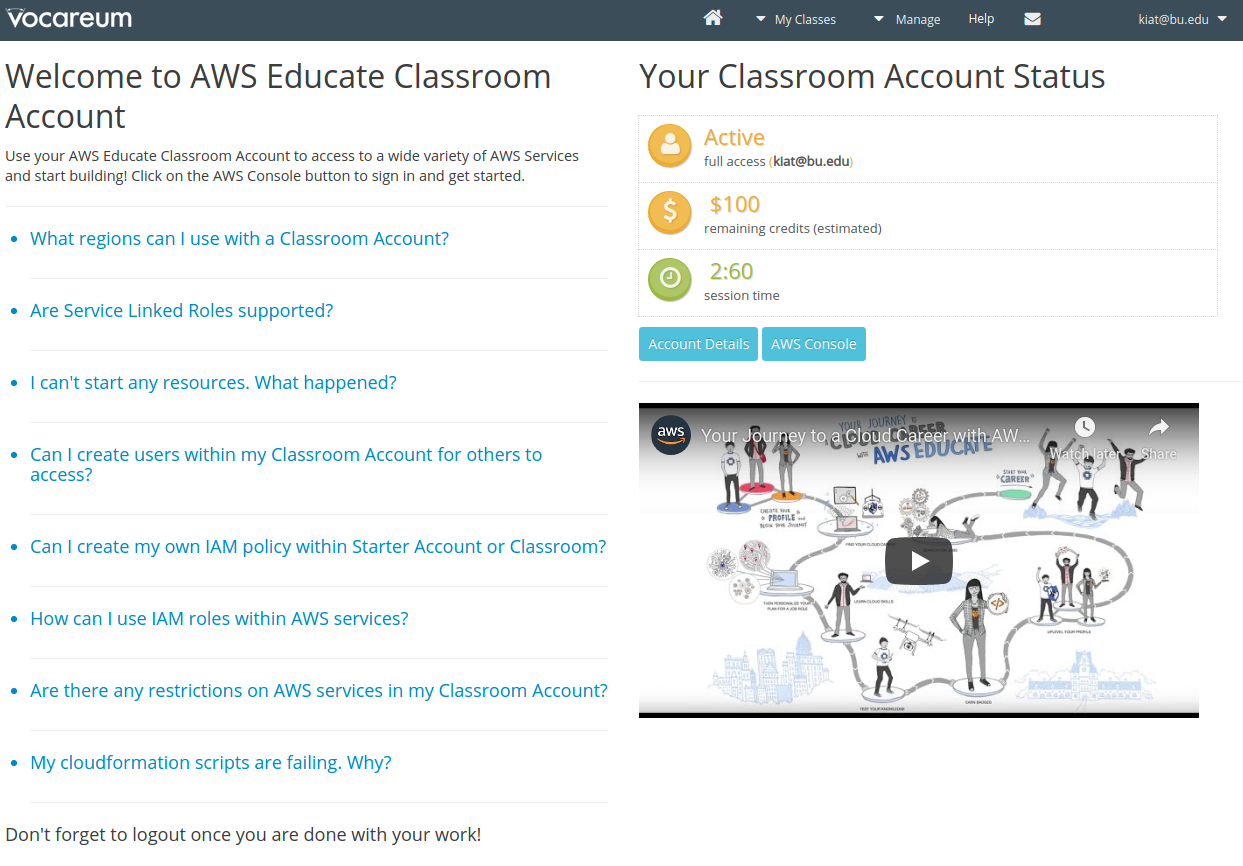 Vocareum
My Classes
Manage
Help
kiat@bu.edu
Welcome to AWS Educate Classroom
Account
Use your AWS Educate Classroom Account to access to a wide variety of AWS Services
and start building! Click on the AWS Console button to sign in and get started.
What regions can I use with a Classroom Account?
Are Service Linked Roles supported?
I can't start any resources. What happened?
Can I create users within my Classroom Account for others to
access?
Can I create my own IAM policy within Starter Account or Classroom?
How can I use IAM roles within AWS services?
Are there any restrictions on AWS services in my Classroom Account?
My cloudformation scripts are failing. Why?
Don't forget to logout once you are done with your work!
Your Classroom Account Status
Active
full access (kiat@bu.edu)
$
$100
remaining credits (estimated)
2:60
session time
Account Details
AWS Console
aws
Your Journey to a Cloud Career with AW...
Watch later
Share
YOUR JOURNEY to
a CLOUD CAREER
WITH AWS EDUCATE
START YOUR
CAREER
CREATE YOUR
PROFILE and
BEGIN YOUR JOURNEY
FIND YOUR CLOUD
THEN PERSONALIZE YOUR
PLAN FOR A JOB ROLE
LEARN CLOUD SKILLS
</>
UPLEVEL YOUR PROFILE
TEST YOUR KNOWLEDGE
EARN BADGES